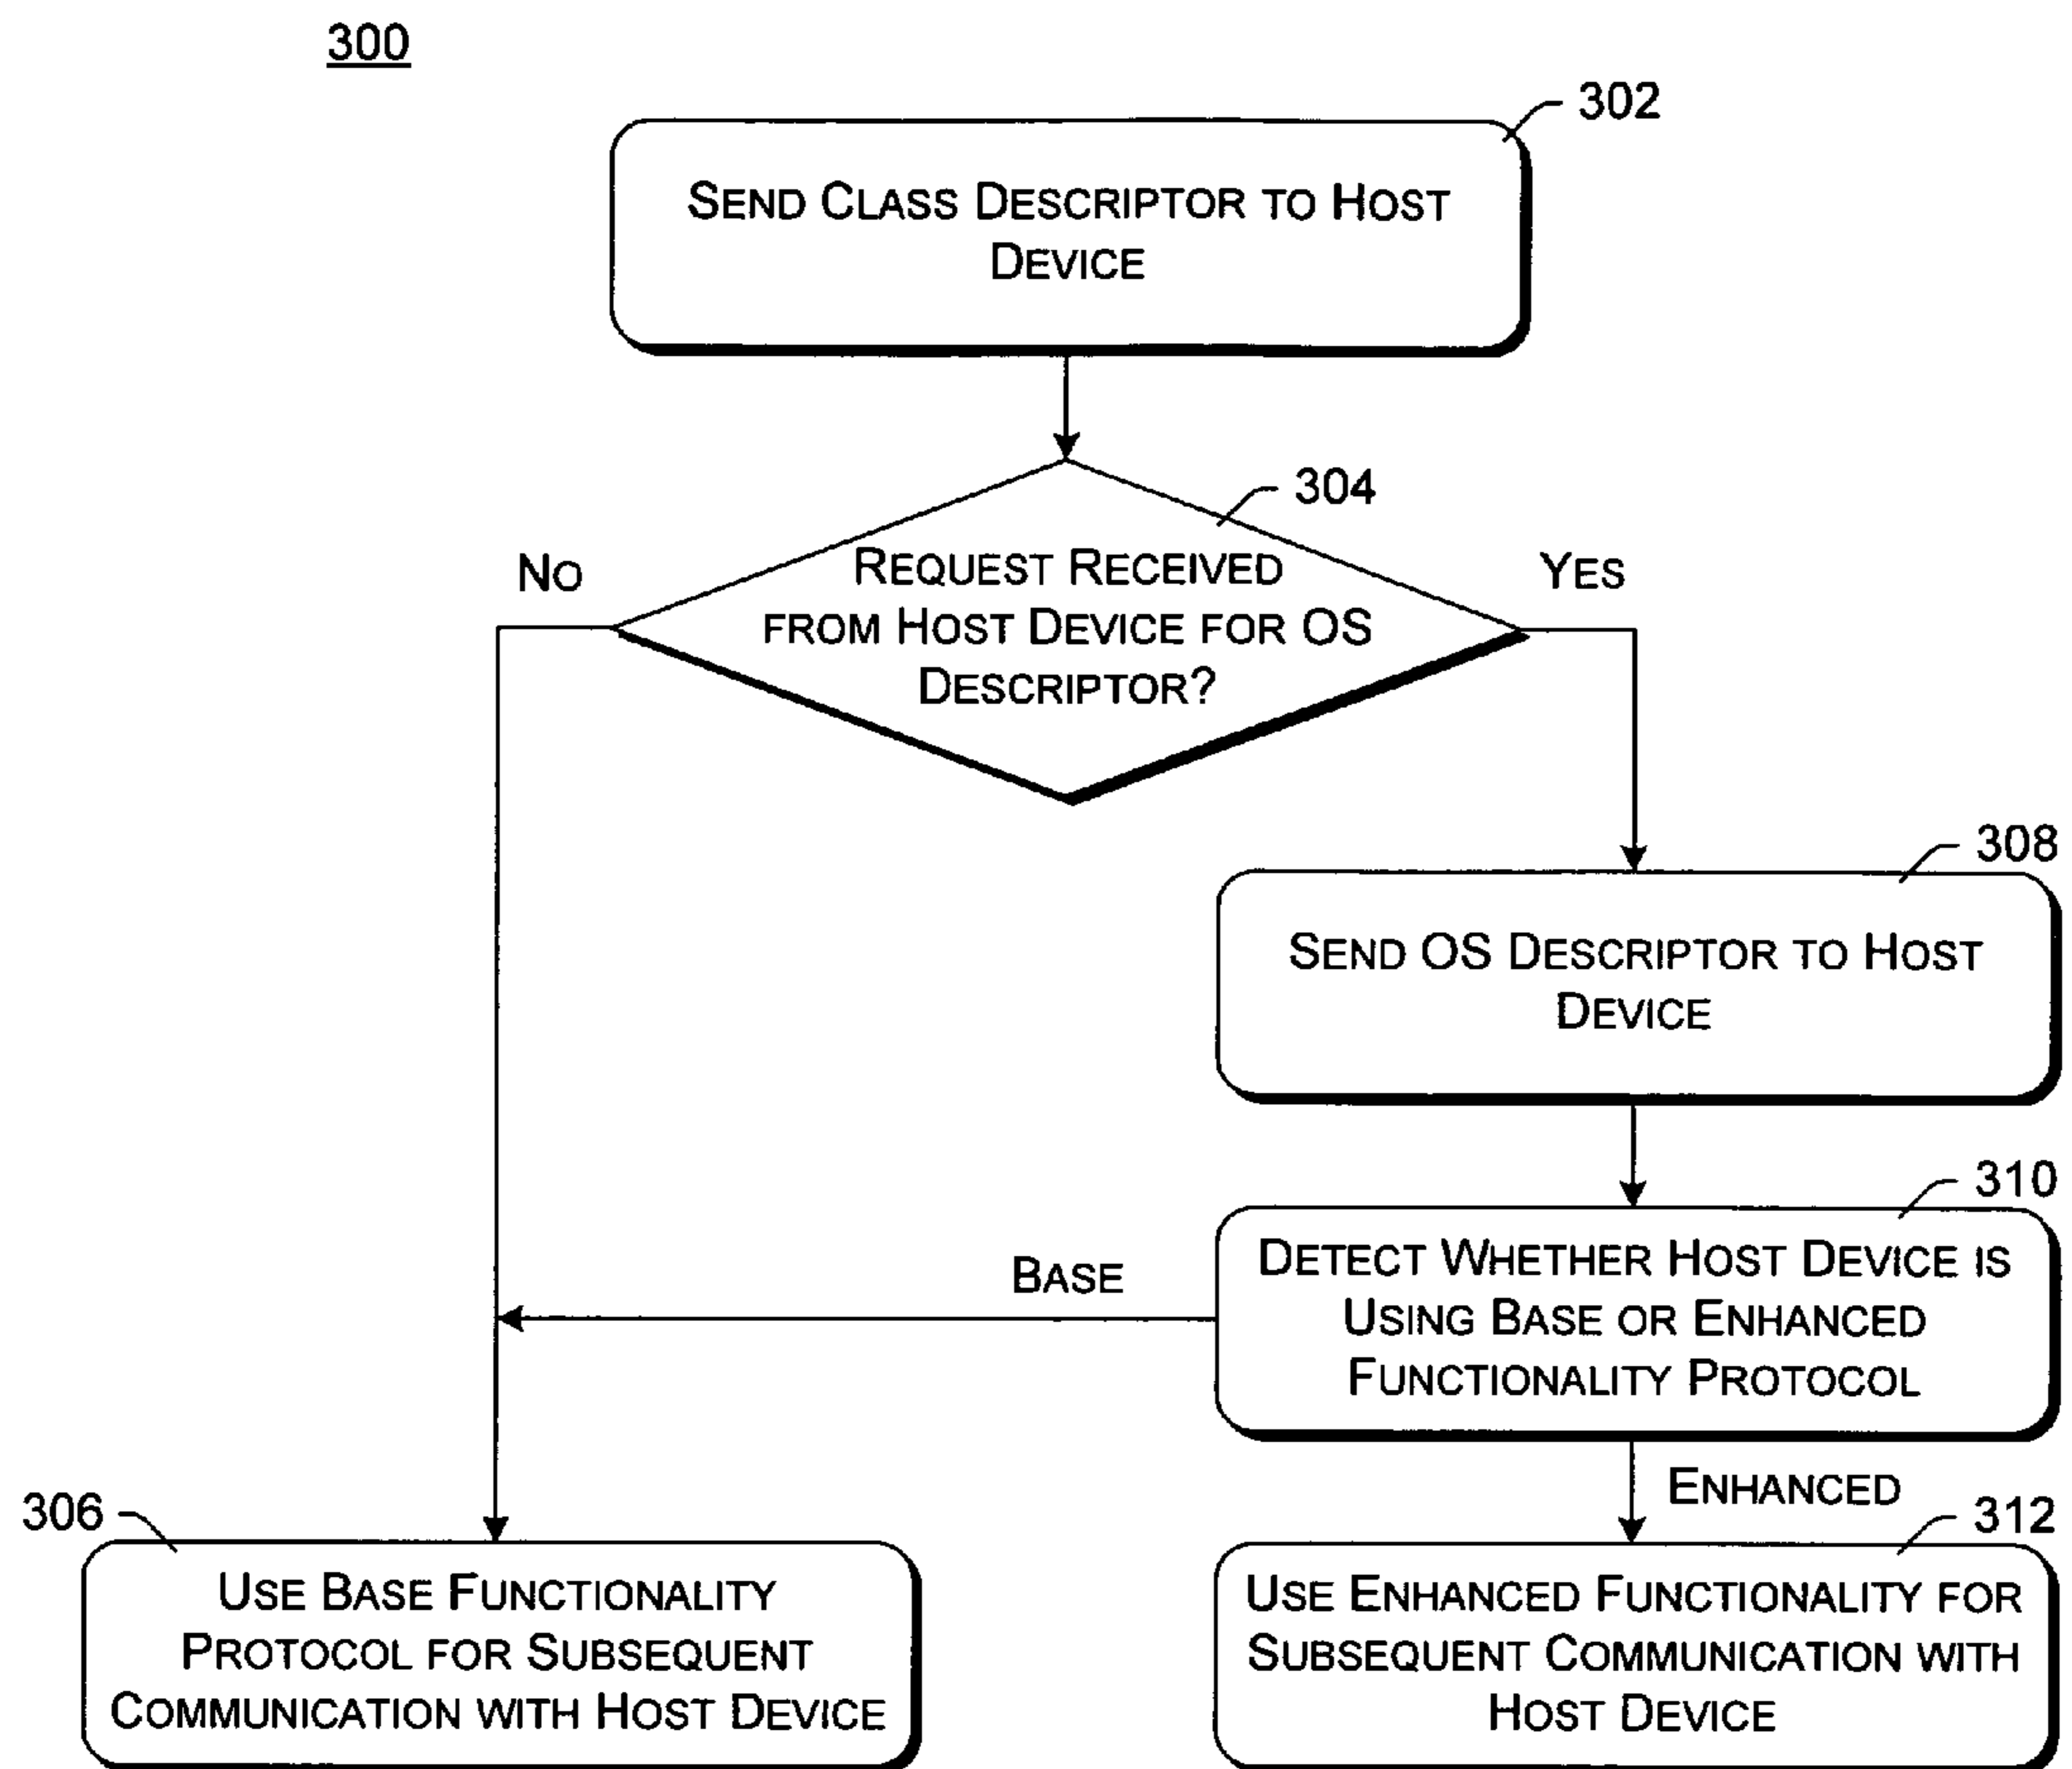 300
302
SEND CLASS DESCRIPTOR TO HOST
DEVICE
304
NO
YES
REQUEST RECEIVED
FROM HOST DEVICE FOR OS
DESCRIPTOR?
308
SEND OS DESCRIPTOR TO HOST
DEVICE
310
BASE
DETECT WHETHER HOST DEVICE IS
USING BASE OR ENHANCED
FUNCTIONALITY PROTOCOL
ENHANCED
306
USE BASE FUNCTIONALITY
PROTOCOL FOR SUBSEQUENT
COMMUNICATION WITH HOST DEVICE
312
USE ENHANCED FUNCTIONALITY FOR
SUBSEQUENT COMMUNICATION WITH
HOST DEVICE